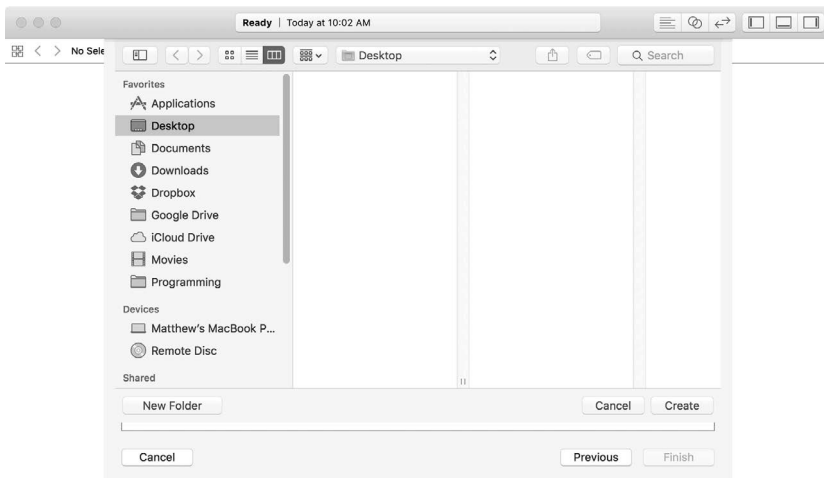 Ready | Today at 10:02 AM
No Sele
Desktop
Search
Favorites
Applications
Desktop
Documents
Downloads
Dropbox
Google Drive
iCloud Drive
Movies
Programming
Devices
Matthew's MacBook P...
Remote Disc
Shared
New Folder
Cancel
Create
Cancel
Previous
Finish